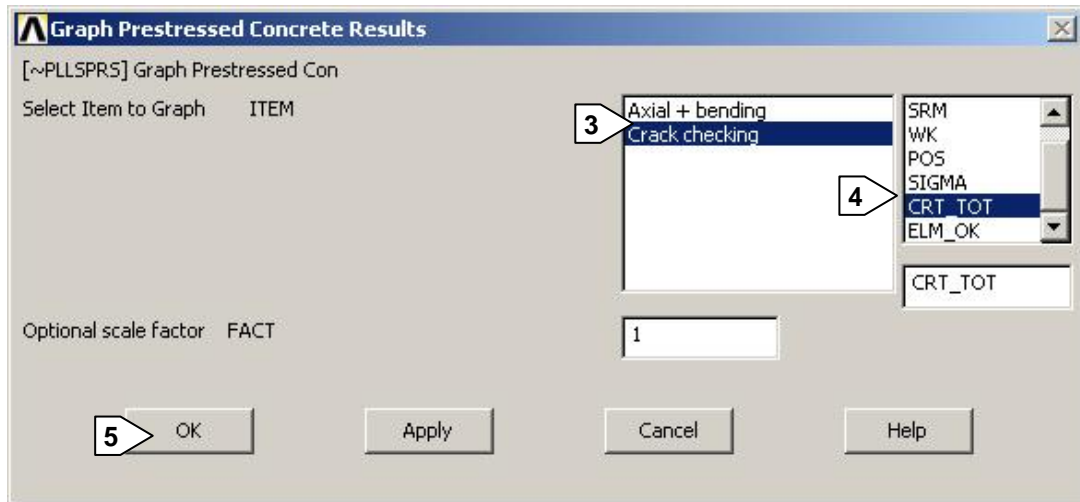 Graph Prestressed Concrete Results
[~PLLSPRS] Graph Prestressed Con
Select Item to Graph ITEM
3
Axial + bending
Crack checking
SRM
WK
POS
SIGMA
4
CRT_TOT
ELM_OK
CRT_TOT
Optional scale factor FACT
1
5
OK
Apply
Cancel
Help